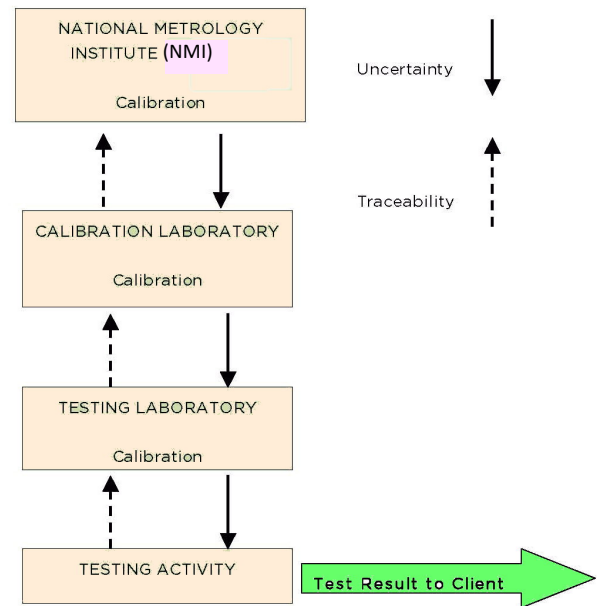 NATIONAL METROLOGY
INSTITUTE (NMI)
Calibration
Uncertainty
Traceability
CALIBRATION LABORATORY
Calibration
TESTING LABORATORY
Calibration
TESTING ACTIVITY
Test Result to Client